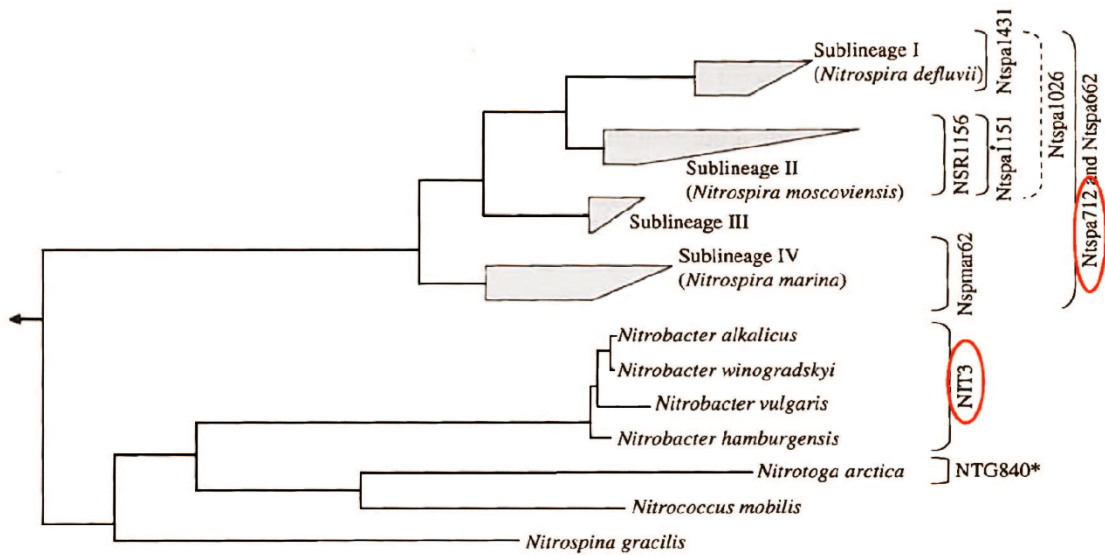 Sublineage I
(Nitrospira defluvii)
Ntspa1431
Sublineage II
(Nitrospira moscoviensis)
NSR1156
Ntspa1151
Ntspa1026
Ntspa712 and Ntspa662
Sublineage III
Sublineage IV
(Nitrospira marina)
Nspmar62
Nitrobacter alkalicus
Nitrobacter winogradskyi
Nitrobacter vulgaris
Nitrobacter hamburgensis
NIT3
Nitrotoga arctica
NTG840*
Nitrococcus mobilis
Nitrospina gracilis